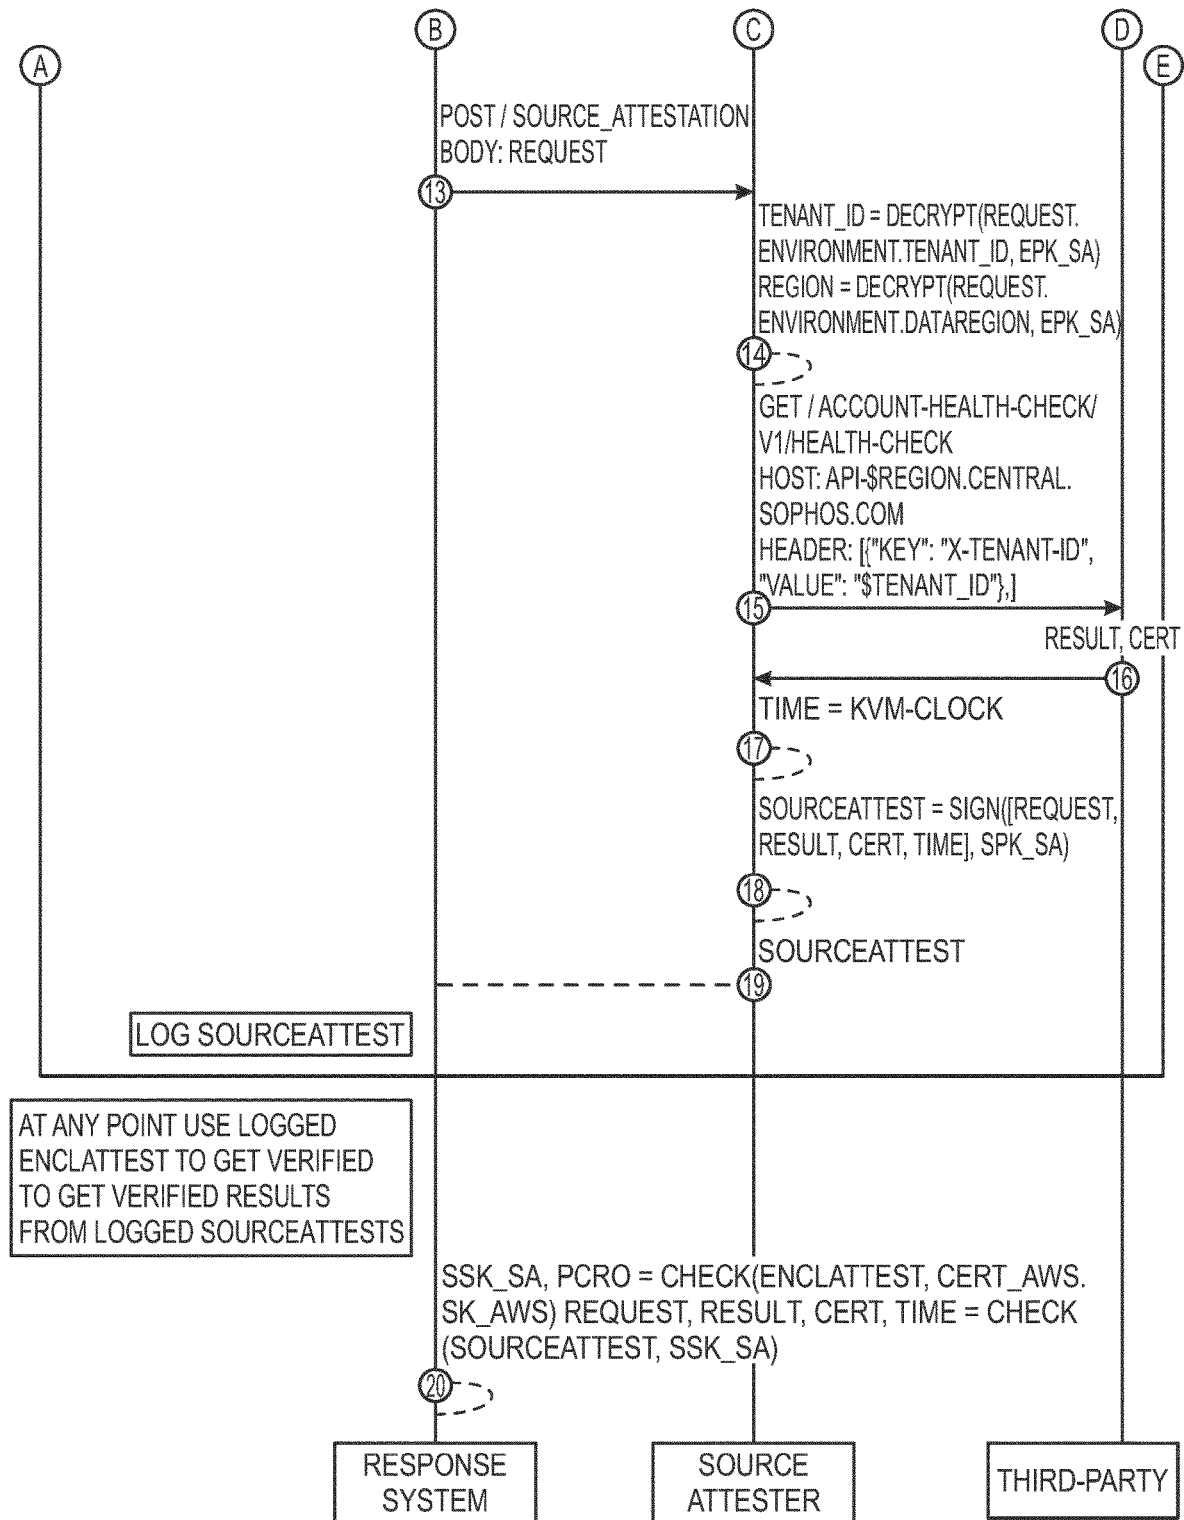 A
B
C
D
E
POST / SOURCE_ATTESTATION
BODY: REQUEST
13
TENANT_ID = DECRYPT(REQUEST.
ENVIRONMENT.TENANT_ID, EPK_SA)
REGION = DECRYPT(REQUEST.
ENVIRONMENT.DATAREGION, EPK_SA)
14
GET / ACCOUNT-HEALTH-CHECK/
V1/HEALTH-CHECK
HOST: API-$REGION.CENTRAL.
SOPHOS.COM
HEADER: [{"KEY": "X-TENANT-ID",
"VALUE": "$TENANT_ID"},]
15
RESULT, CERT
16
TIME = KVM-CLOCK
17
SOURCEATTEST = SIGN([REQUEST,
RESULT, CERT, TIME], SPK_SA)
18
SOURCEATTEST
19
LOG SOURCEATTEST
AT ANY POINT USE LOGGED
ENCLATTEST TO GET VERIFIED
TO GET VERIFIED RESULTS
FROM LOGGED SOURCEATTESTS
SSK_SA, PCRO = CHECK(ENCLATTEST, CERT_AWS.
SK_AWS) REQUEST, RESULT, CERT, TIME = CHECK
(SOURCEATTEST, SSK_SA)
20
RESPONSE
SYSTEM
SOURCE
ATTESTER
THIRD-PARTY